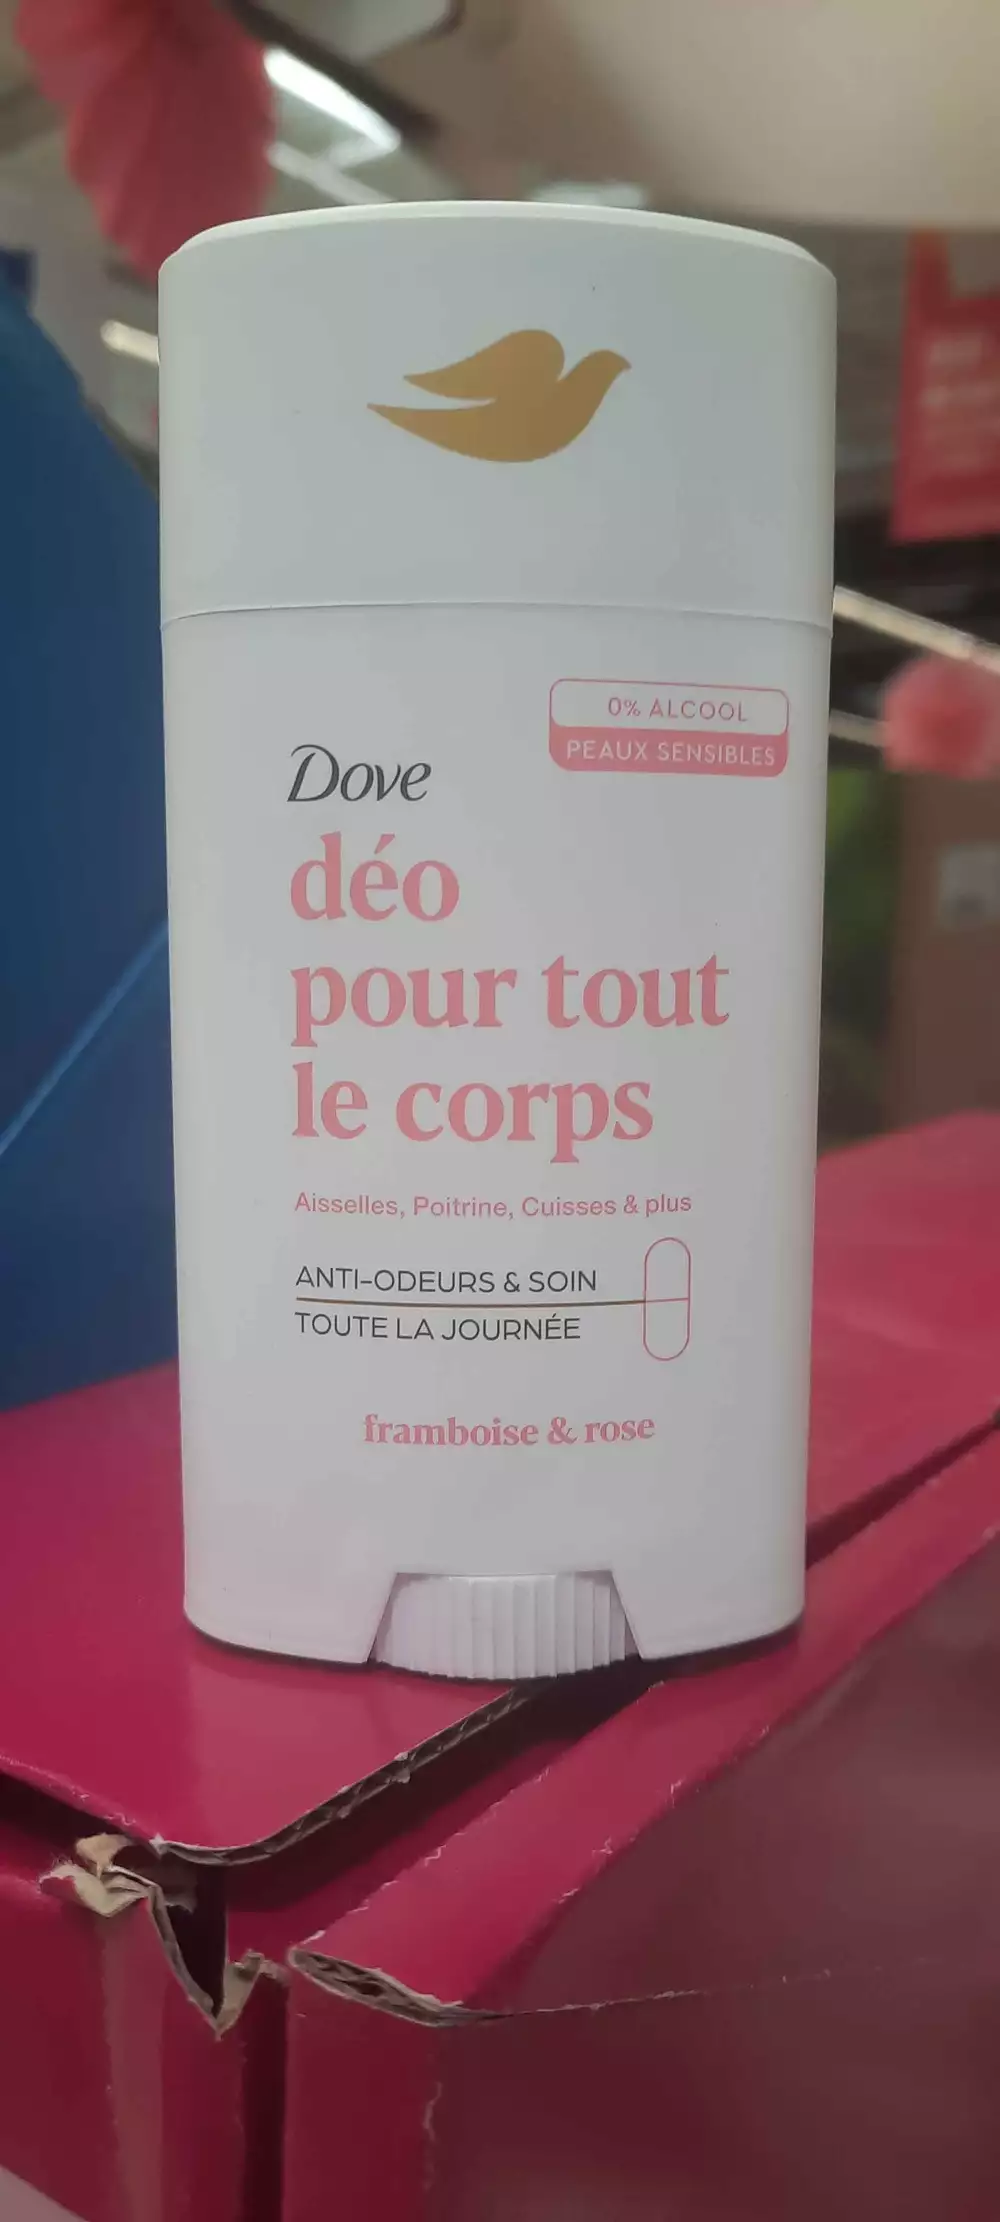 0% ALCOOL
PEAUX SENSIBLES
Dove
déo
pour tout
le corps
Aisselles, Poitrine, Cuisses & plus
ANTI-ODEURS & SOIN
TOUTE LA JOURNÉE
framboise & rose